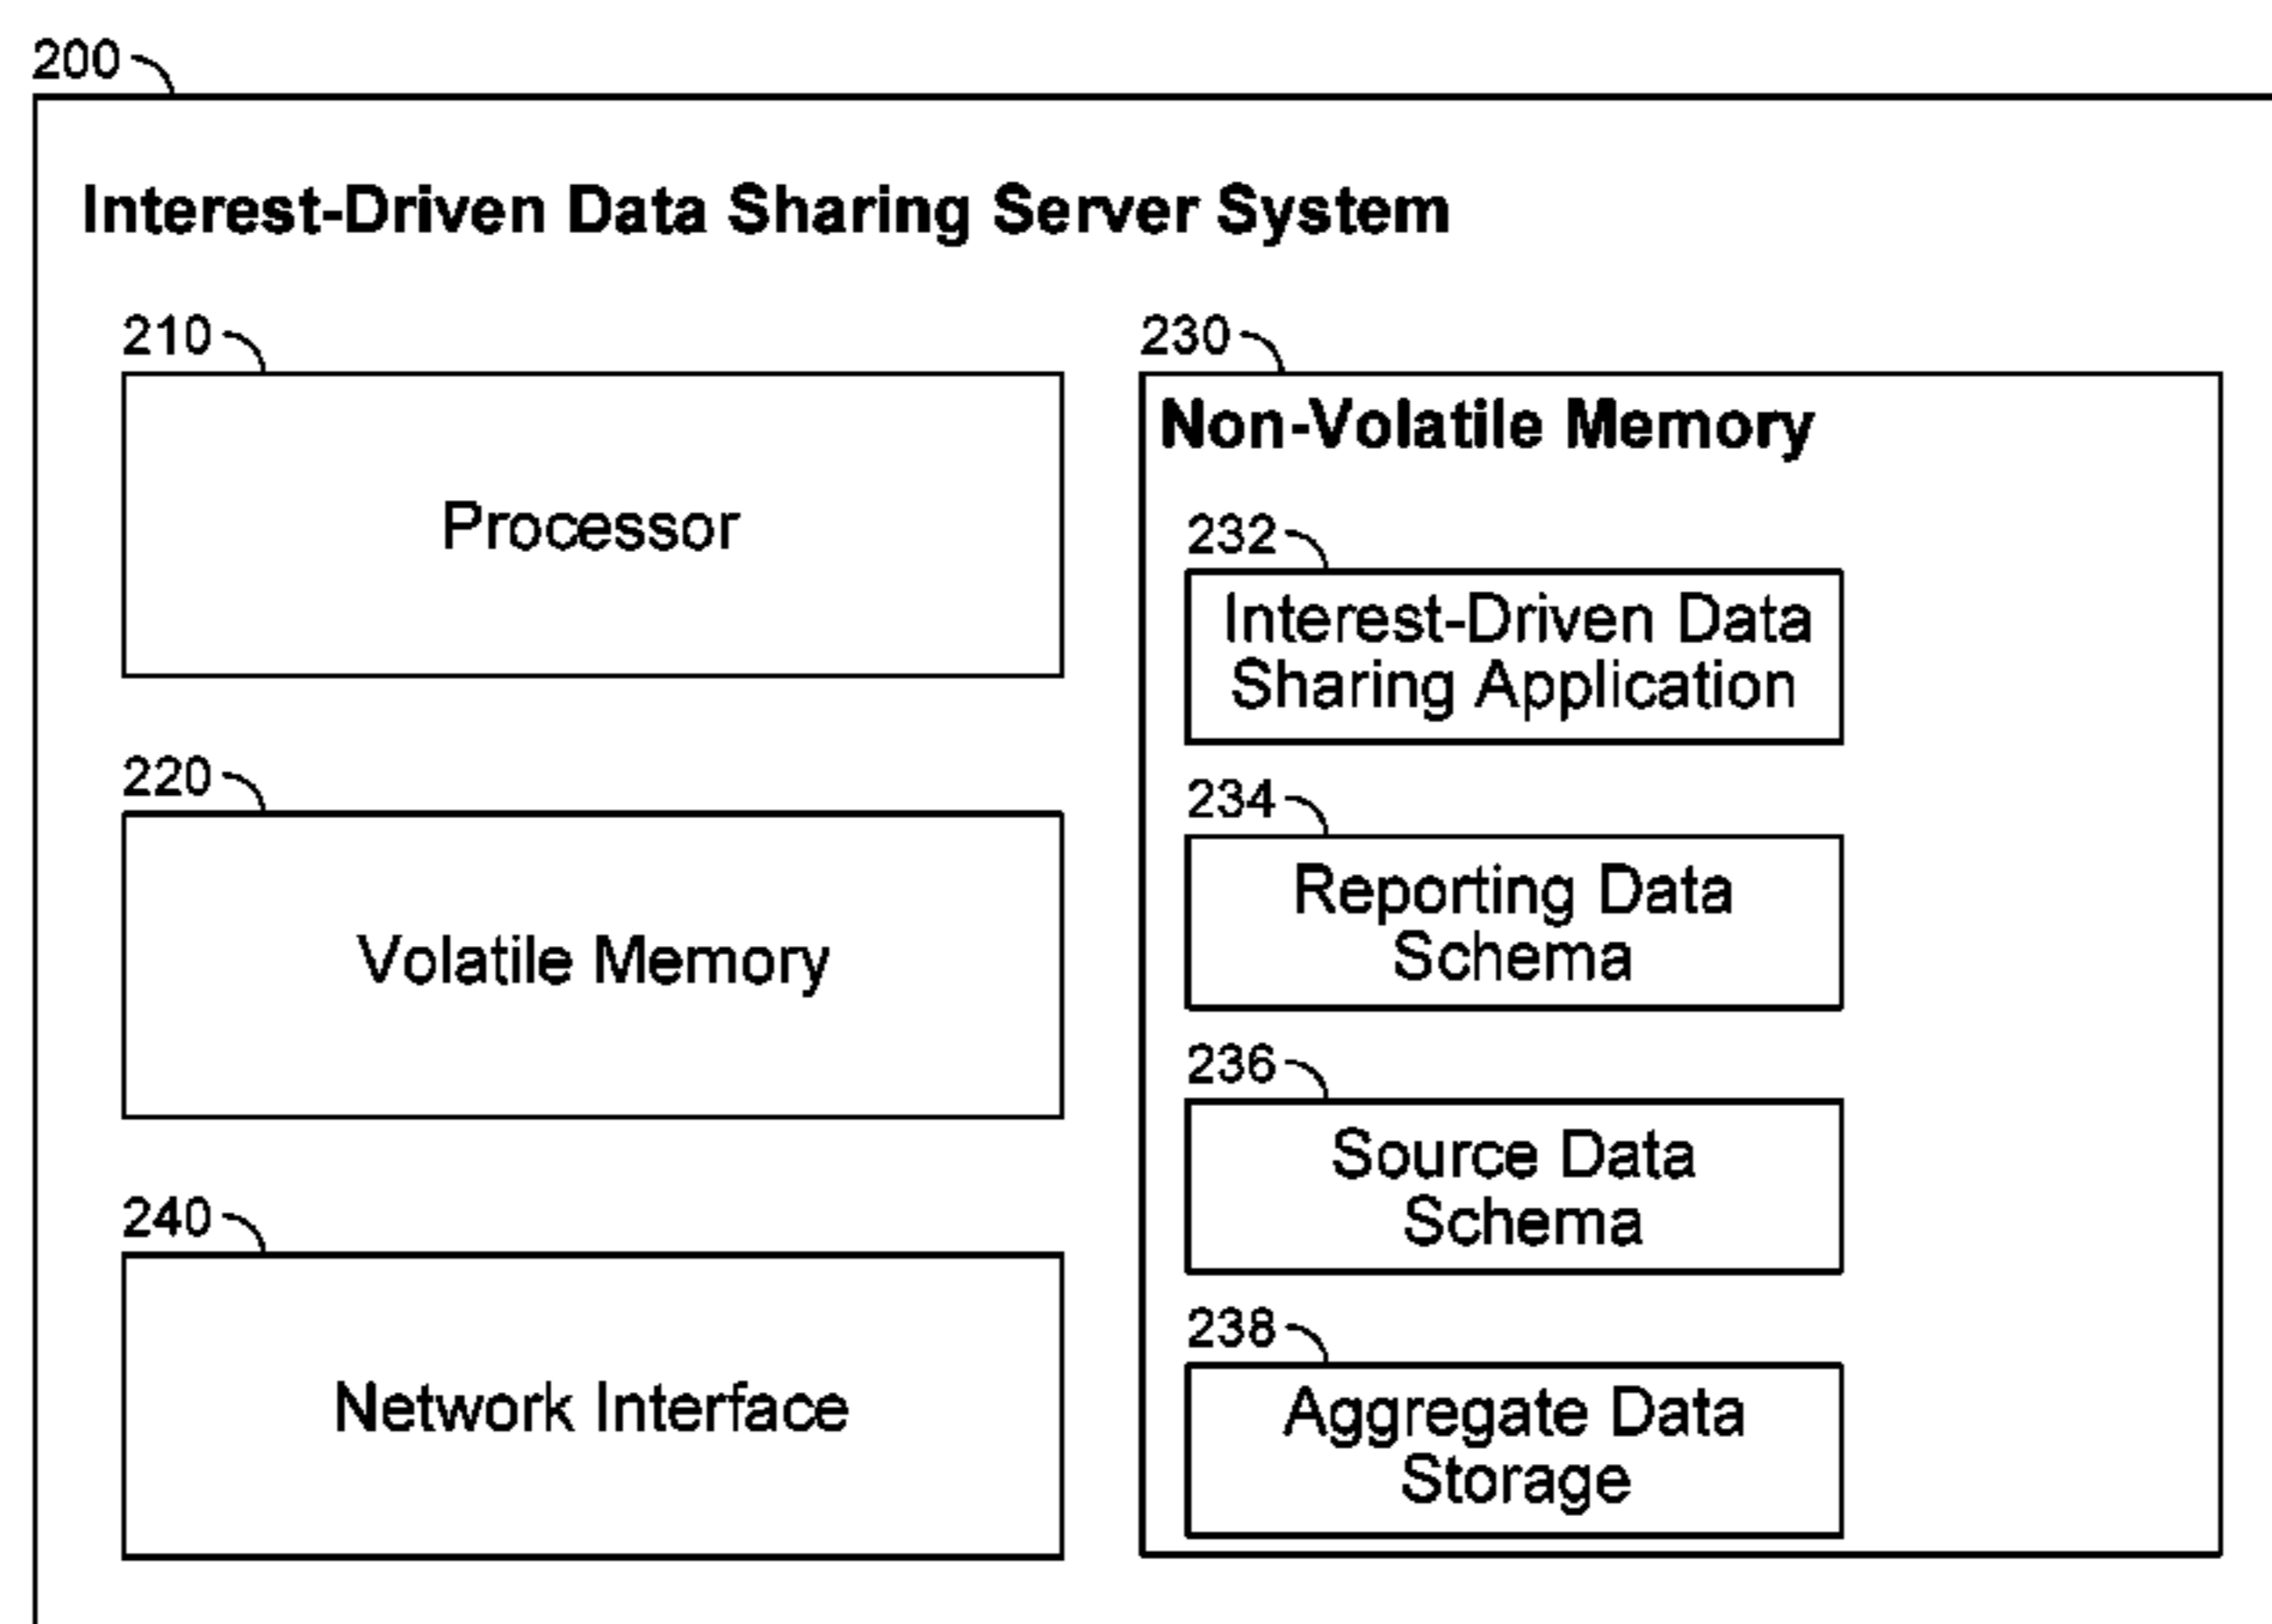 200
Interest-Driven Data Sharing Server System
210
Processor
220
Volatile Memory
240
Network Interface
230
Non-Volatile Memory
232
Interest-Driven Data
Sharing Application
234
Reporting Data
Schema
236
Source Data
Schema
238
Aggregate Data
Storage